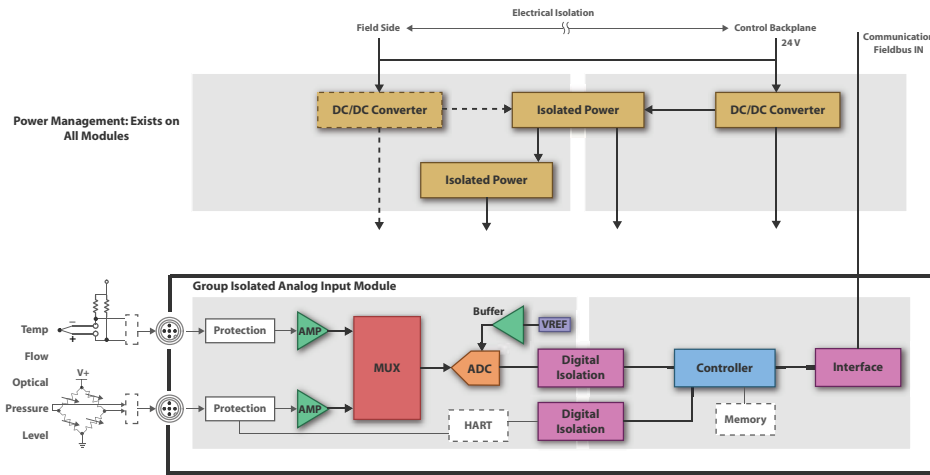 Electrical Isolation
Field Side
Control Backplane
24 V
Communication
Fieldbus IN
DC/DC Converter
Isolated Power
DC/DC Converter
Power Management: Exists on
All Modules
Isolated Power
Group Isolated Analog Input Module
Buffer
VREF
Temp
−
+
Protection
AMP
Flow
MUX
ADC
Digital
Isolation
Controller
Interface
Optical
V+
Pressure
Level
Protection
AMP
HART
Digital
Isolation
Memory